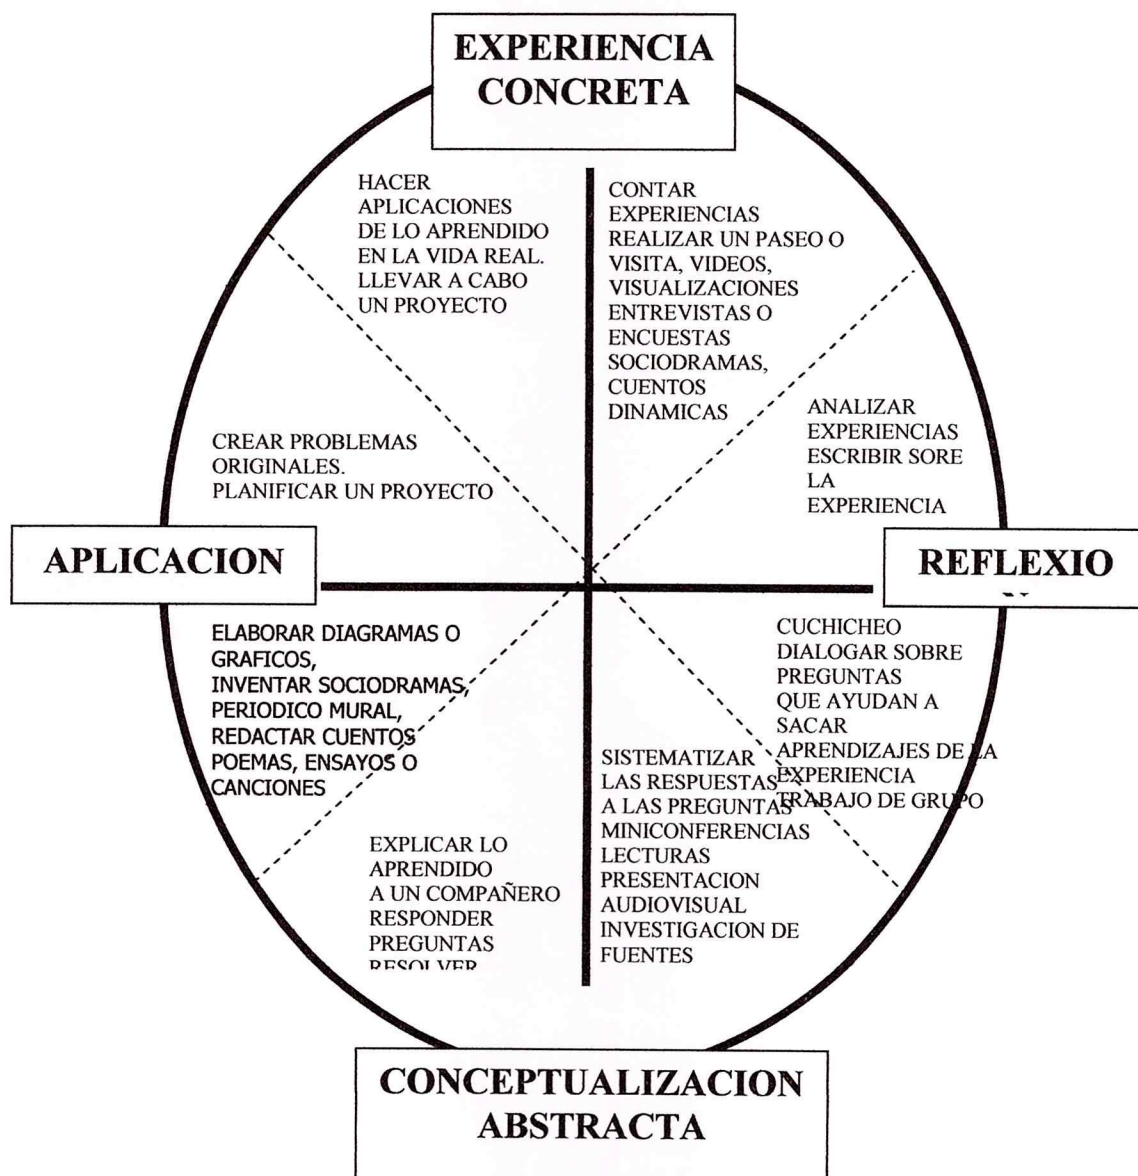 EXPERIENCIA
CONCRETA
HACER
APLICACIONES
DE LO APRENDIDO
EN LA VIDA REAL.
LLEVAR A CABO
UN PROYECTO
CONTAR
EXPERIENCIAS
REALIZAR UN PASEO O
VISITA, VIDEOS,
VISUALIZACIONES
ENTREVISTAS O
ENCUESTAS
SOCIODRAMAS,
CUENTOS
DINAMICAS
ANALIZAR
EXPERIENCIAS
ESCRIBIR SORE
LA
EXPERIENCIA
CREAR PROBLEMAS
ORIGINALES.
PLANIFICAR UN PROYECTO
APLICACION
REFLEXIO
ELABORAR DIAGRAMAS O
GRAFICOS,
INVENTAR SOCIODRAMAS,
PERIODICO MURAL,
REDACTAR CUENTOS
POEMAS, ENSAYOS O
CANCIONES
CUCHICHEO
DIALOGAR SOBRE
PREGUNTAS
QUE AYUDAN A
SACAR
APRENDIZAJES DE LA
EXPERIENCIA
TRABAJO DE GRUPO
SISTEMATIZAR
LAS RESPUESTAS
A LAS PREGUNTAS
MINICONFERENCIAS
LECTURAS
PRESENTACION
AUDIOVISUAL
INVESTIGACION DE
FUENTES
EXPLICAR LO
APRENDIDO
A UN COMPAÑERO
RESPONDER
PREGUNTAS
RESOLVER
CONCEPTUALIZACION
ABSTRACTA